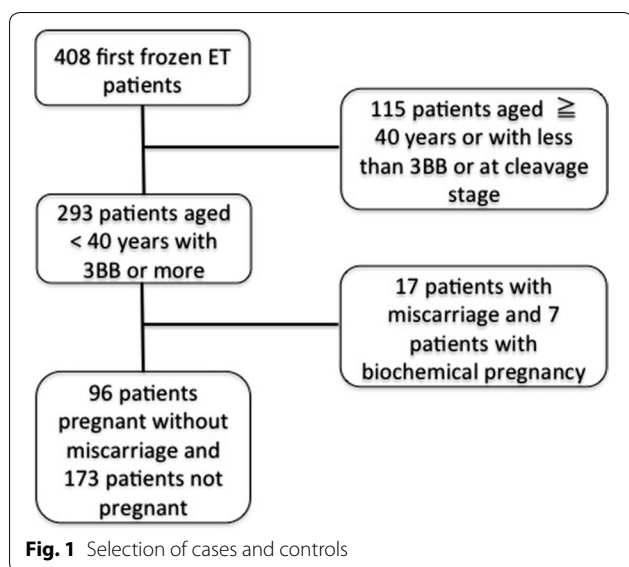 408 first frozen ET
patients
115 patients aged ≧
40 years or with less
than 3BB or at cleavage
stage
293 patients aged
< 40 years with
3BB or more
17 patients with
miscarriage and 7
patients with
biochemical pregnancy
96 patients
pregnant without
miscarriage and
173 patients not
pregnant
Fig. 1 Selection of cases and controls